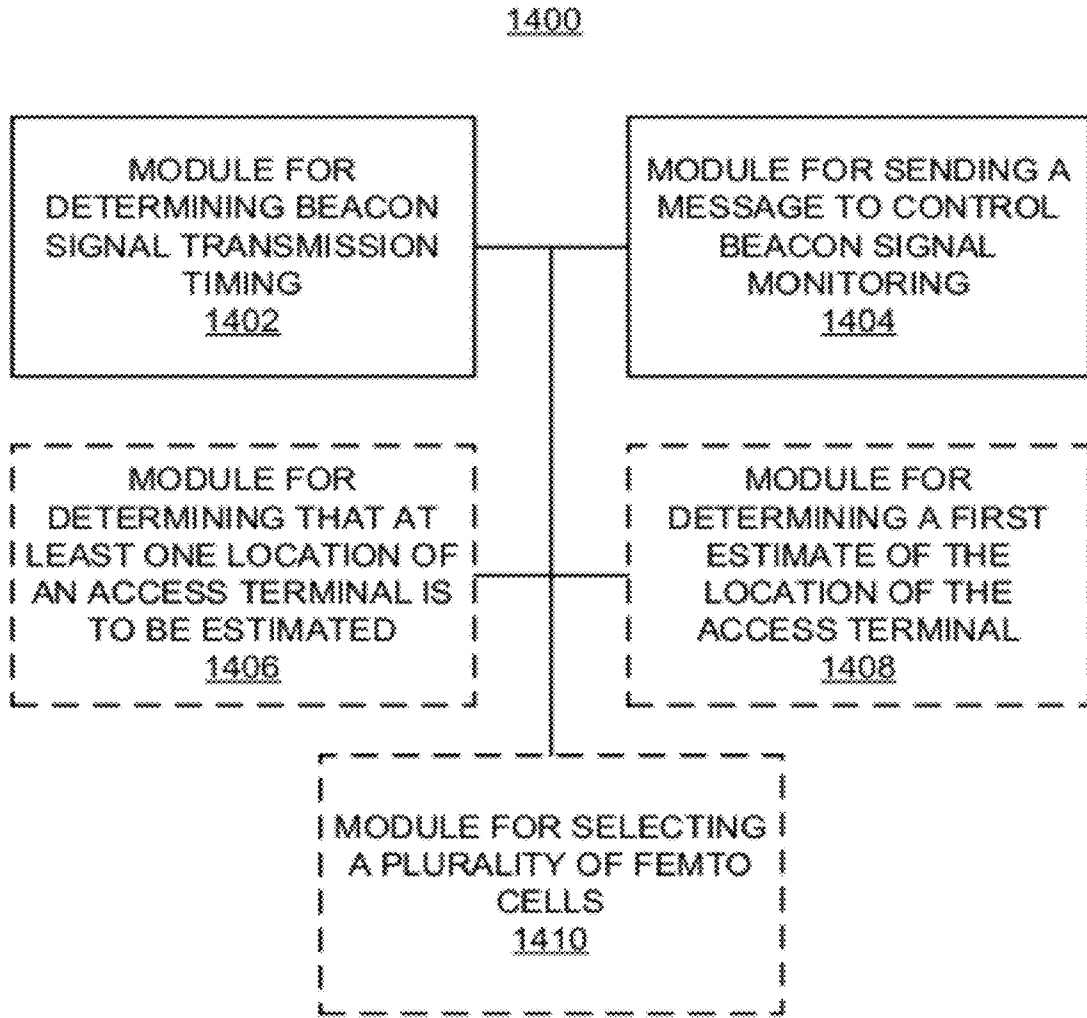 1400
MODULE FOR
DETERMINING BEACON
SIGNAL TRANSMISSION
TIMING
1402
MODULE FOR SENDING A
MESSAGE TO CONTROL
BEACON SIGNAL
MONITORING
1404
MODULE FOR
DETERMINING THAT AT
LEAST ONE LOCATION OF
AN ACCESS TERMINAL IS
TO BE ESTIMATED
1406
MODULE FOR
DETERMINING A FIRST
ESTIMATE OF THE
LOCATION OF THE
ACCESS TERMINAL
1408
MODULE FOR SELECTING
A PLURALITY OF FEMTO
CELLS
1410